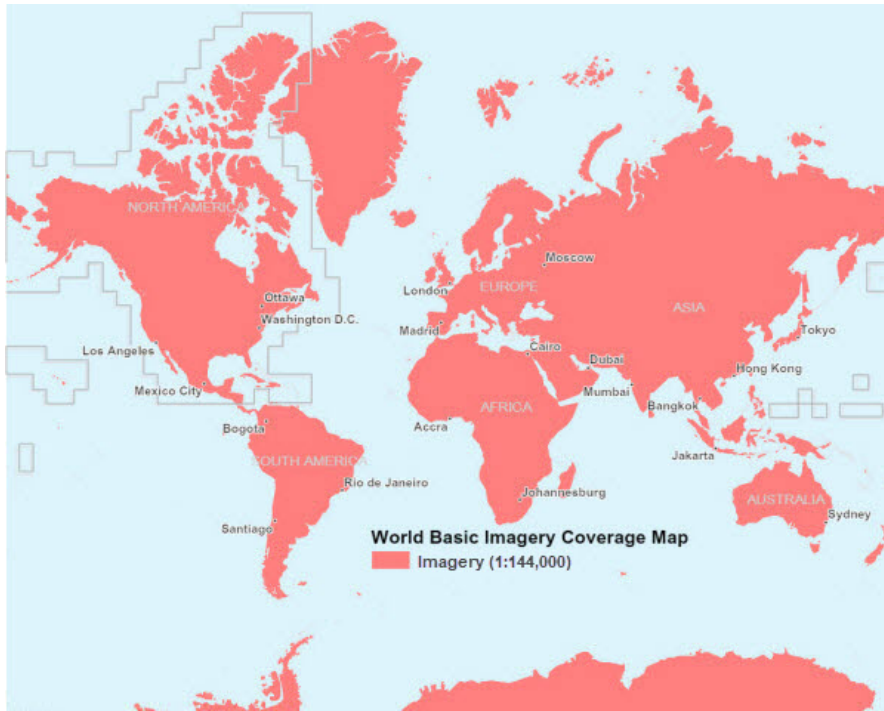 NORTH AMERICA
Moscow
London
EUROPE
Ottawa
ASIA
Washington D.C.
Madrid
Tokyo
Los Angeles
Cairo
Dubai
Hong Kong
Mexico City
Mumbai
Bangkok
AFRICA
Bogota
Accra
Jakarta
SOUTH AMERICA
Rio de Janeiro
Johannesburg
AUSTRALIA
Sydney
Santiago
World Basic Imagery Coverage Map
Imagery (1:144,000)